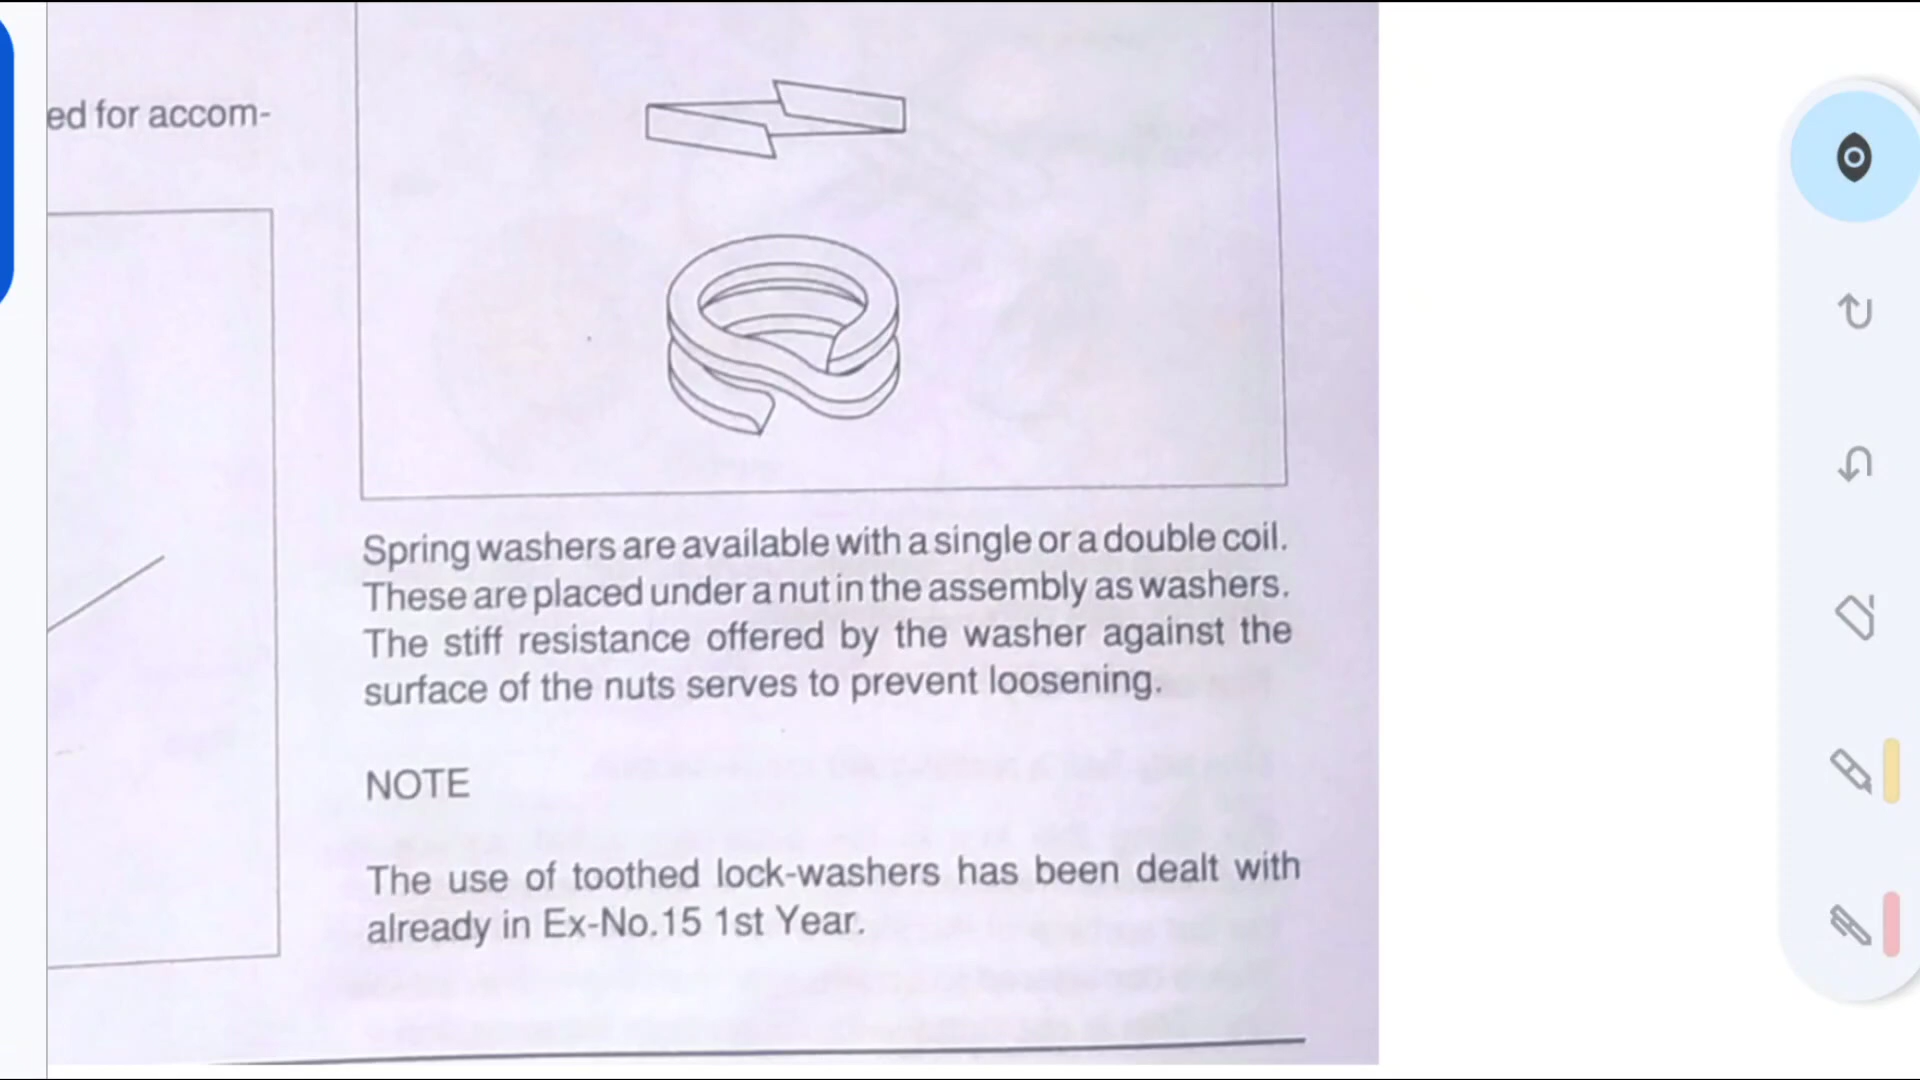 ed for accom-
Spring washers are available with a single or a double coil.
These are placed under a nut in the assembly as washers.
The stiff resistance offered by the washer against the
surface of the nuts serves to prevent loosening.
NOTE
The use of toothed lock-washers has been dealt with
already in Ex-No.15 1st Year.